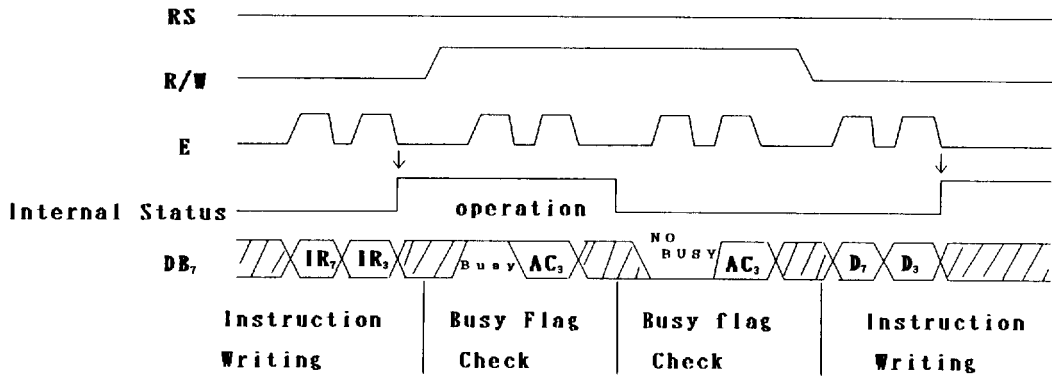 RS
R/W
E
Internal Status operation
DB₇ IR₇ IR₃ Busy AC₃ NO BUSY AC₃ D₇ D₃
Instruction Busy Flag Busy flag Instruction
Writing Check Check Writing